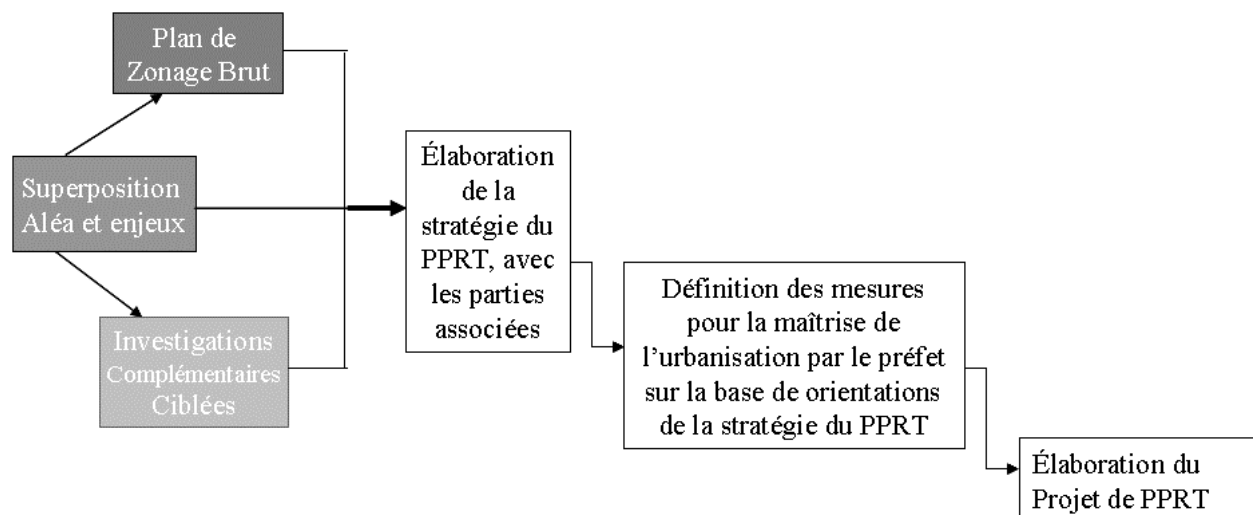 Plan de
Zonage Brut
Superposition
Aléa et enjeux
Investigations
Complémentaires
Ciblées
Élaboration
de la
stratégie du
PPRT, avec
les parties
associées
Définition des mesures
pour la maîtrise de
l'urbanisation par le préfet
sur la base de orientations
de la stratégie du PPRT
Élaboration du
Projet de PPRT